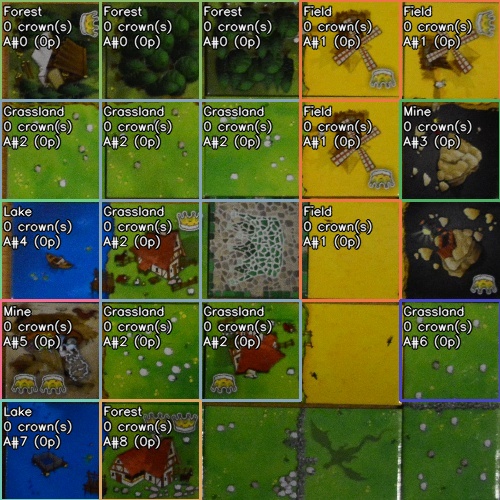 Forest
0 crown(s)
A#0 (0p)
Forest
0 crown(s)
A#0 (0p)
Forest
0 crown(s)
A#0 (0p)
Field
0 crown(s)
A#1 (0p)
Field
0 crown(s)
A#1 (0p)
Grassland
0 crown(s)
A#2 (0p)
Grassland
0 crown(s)
A#2 (0p)
Grassland
0 crown(s)
A#2 (0p)
Field
0 crown(s)
A#1 (0p)
Mine
0 crown(s)
A#3 (0p)
Lake
0 crown(s)
A#4 (0p)
Grassland
0 crown(s)
A#2 (0p)
Field
0 crown(s)
A#1 (0p)
Mine
0 crown(s)
A#5 (0p)
Grassland
0 crown(s)
A#2 (0p)
Grassland
0 crown(s)
A#2 (0p)
Grassland
0 crown(s)
A#6 (0p)
Lake
0 crown(s)
A#7 (0p)
Forest
0 crown(s)
A#8 (0p)